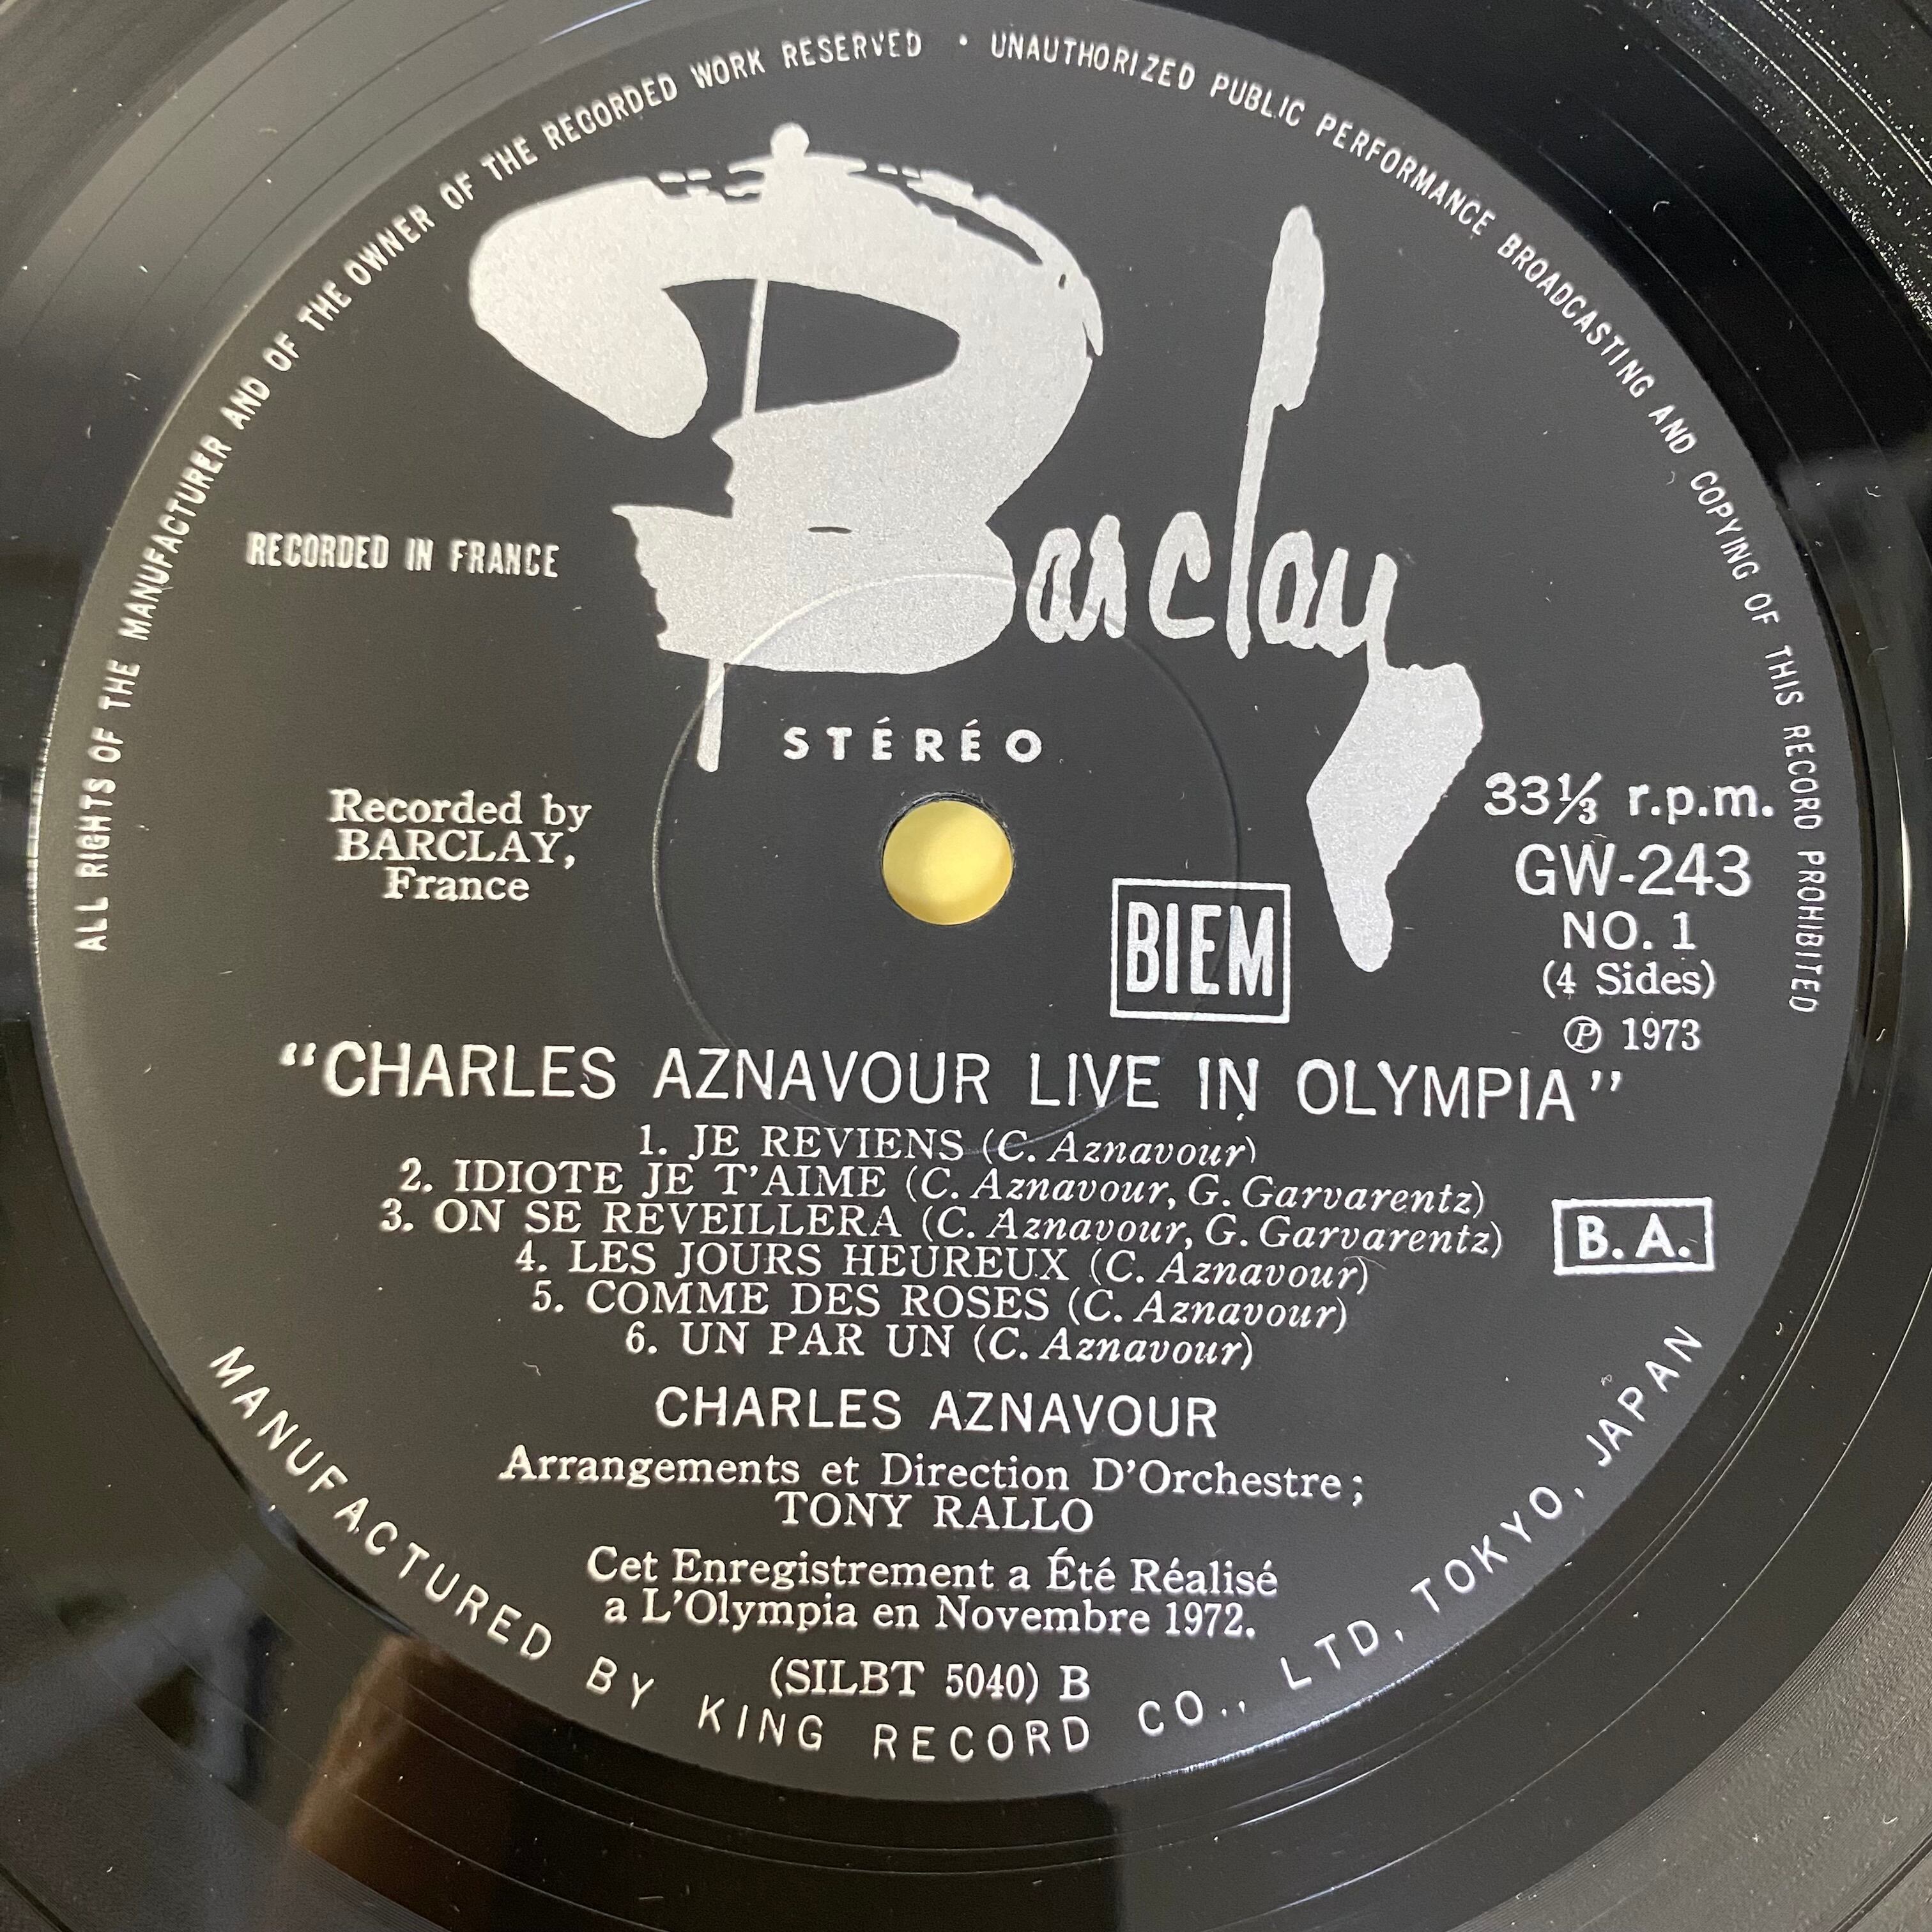 ALL RIGHTS OF THE MANUFACTURER AND OF THE OWNER OF THE RECORDED WORK RESERVED • UNAUTHORIZED PUBLIC PERFORMANCE BROADCASTING AND COPYING OF THIS RECORD PROHIBITED
Barclay
RECORDED IN FRANCE
STÉRÉO
Recorded by
BARCLAY,
France
33⅓ r.p.m.
GW-243
NO. 1
(4 Sides)
℗ 1973
BIEM
“CHARLES AZNAVOUR LIVE IN OLYMPIA”
1. JE REVIENS (C. Aznavour)
2. IDIOTE JE T’AIME (C. Aznavour, G. Garvarentz)
3. ON SE REVEILLERA (C. Aznavour, G. Garvarentz)
4. LES JOURS HEUREUX (C. Aznavour)
5. COMME DES ROSES (C. Aznavour)
6. UN PAR UN (C. Aznavour)
B.A.
CHARLES AZNAVOUR
Arrangements et Direction D’Orchestre;
TONY RALLO
Cet Enregistrement a Été Réalisé
a L’Olympia en Novembre 1972.
(SILBT 5040) B
MANUFACTURED BY KING RECORD CO., LTD, TOKYO, JAPAN